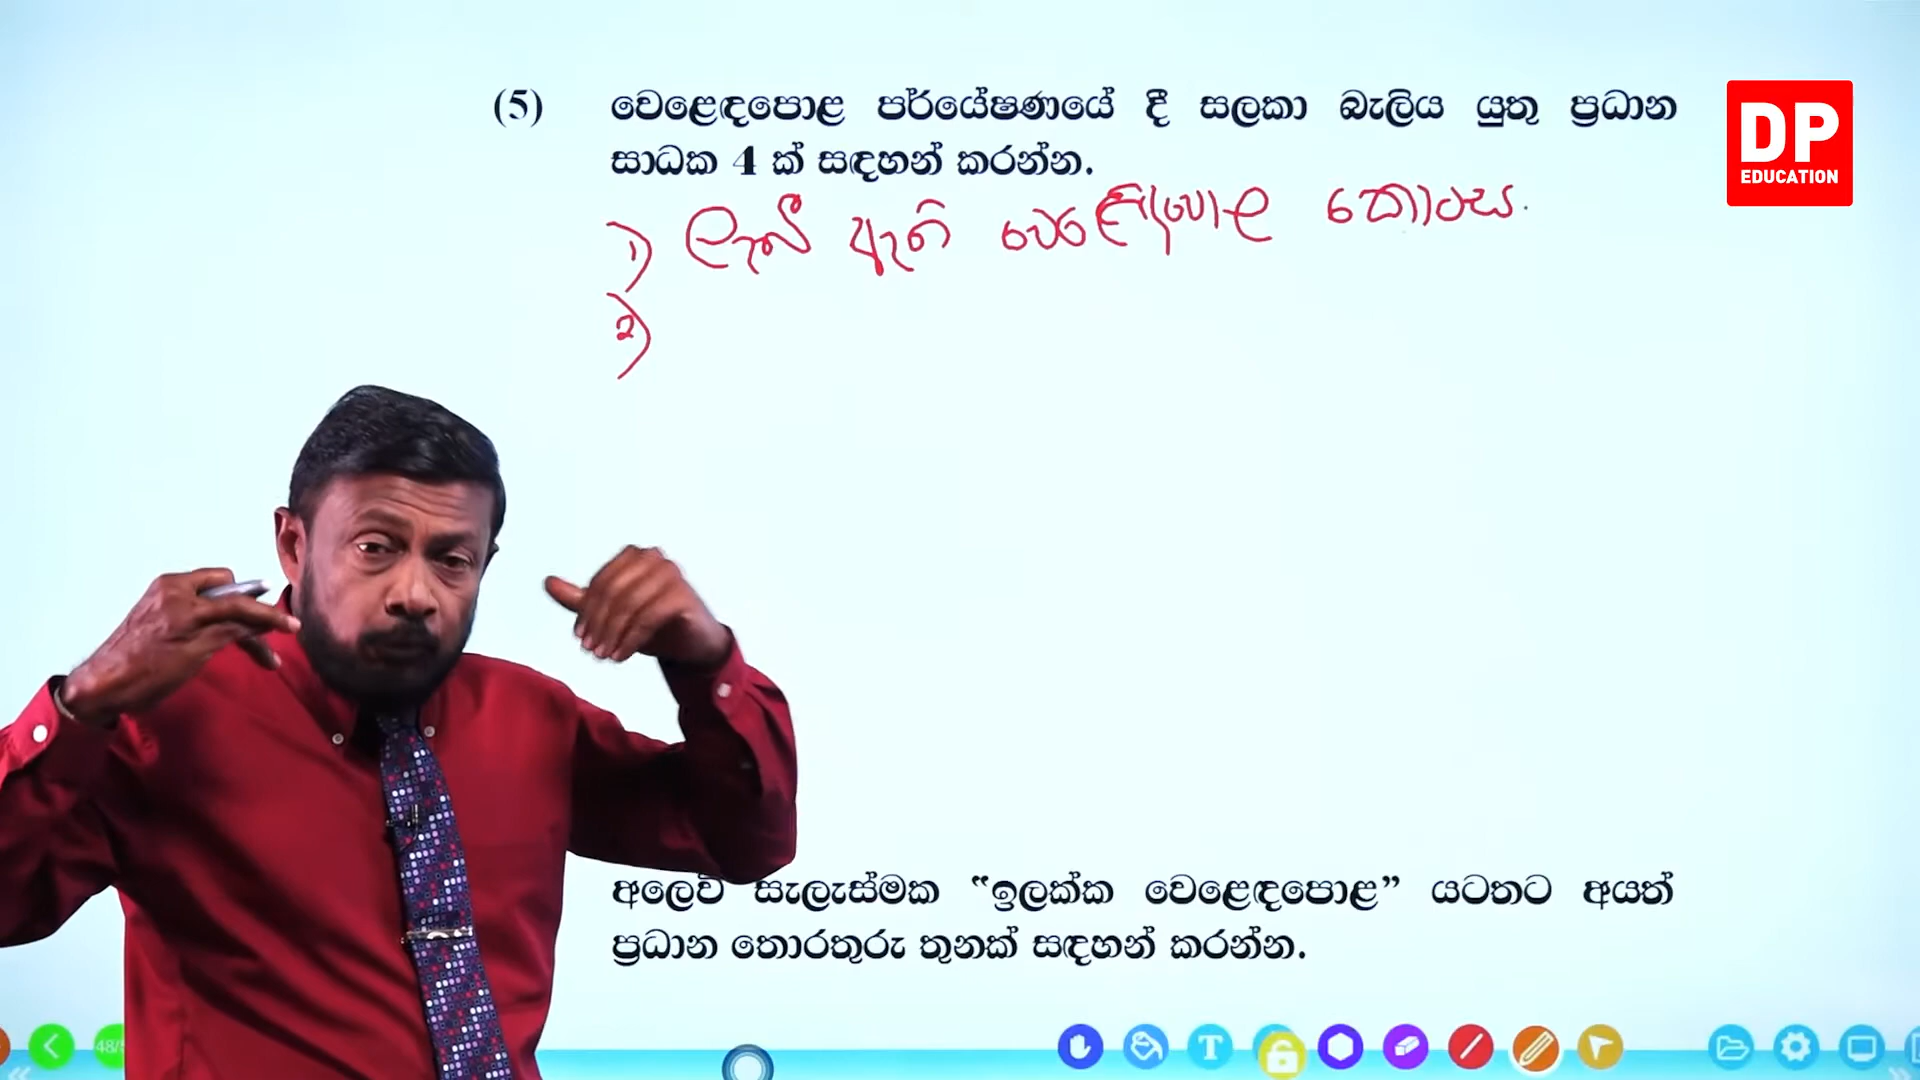 (5) වෙළෙඳපොළ පර්යේෂණයේ දී සලකා බැලිය යුතු ප්‍රධාන
සාධක 4 ක් සඳහන් කරන්න.
DP
EDUCATION
1) ලැබී ඇති වෙළෙඳපොළ කොටස.
2)
අලෙවි සැලැස්මක "ඉලක්ක වෙළෙඳපොළ" යටතට අයත්
ප්‍රධාන තොරතුරු තුනක් සඳහන් කරන්න.
T